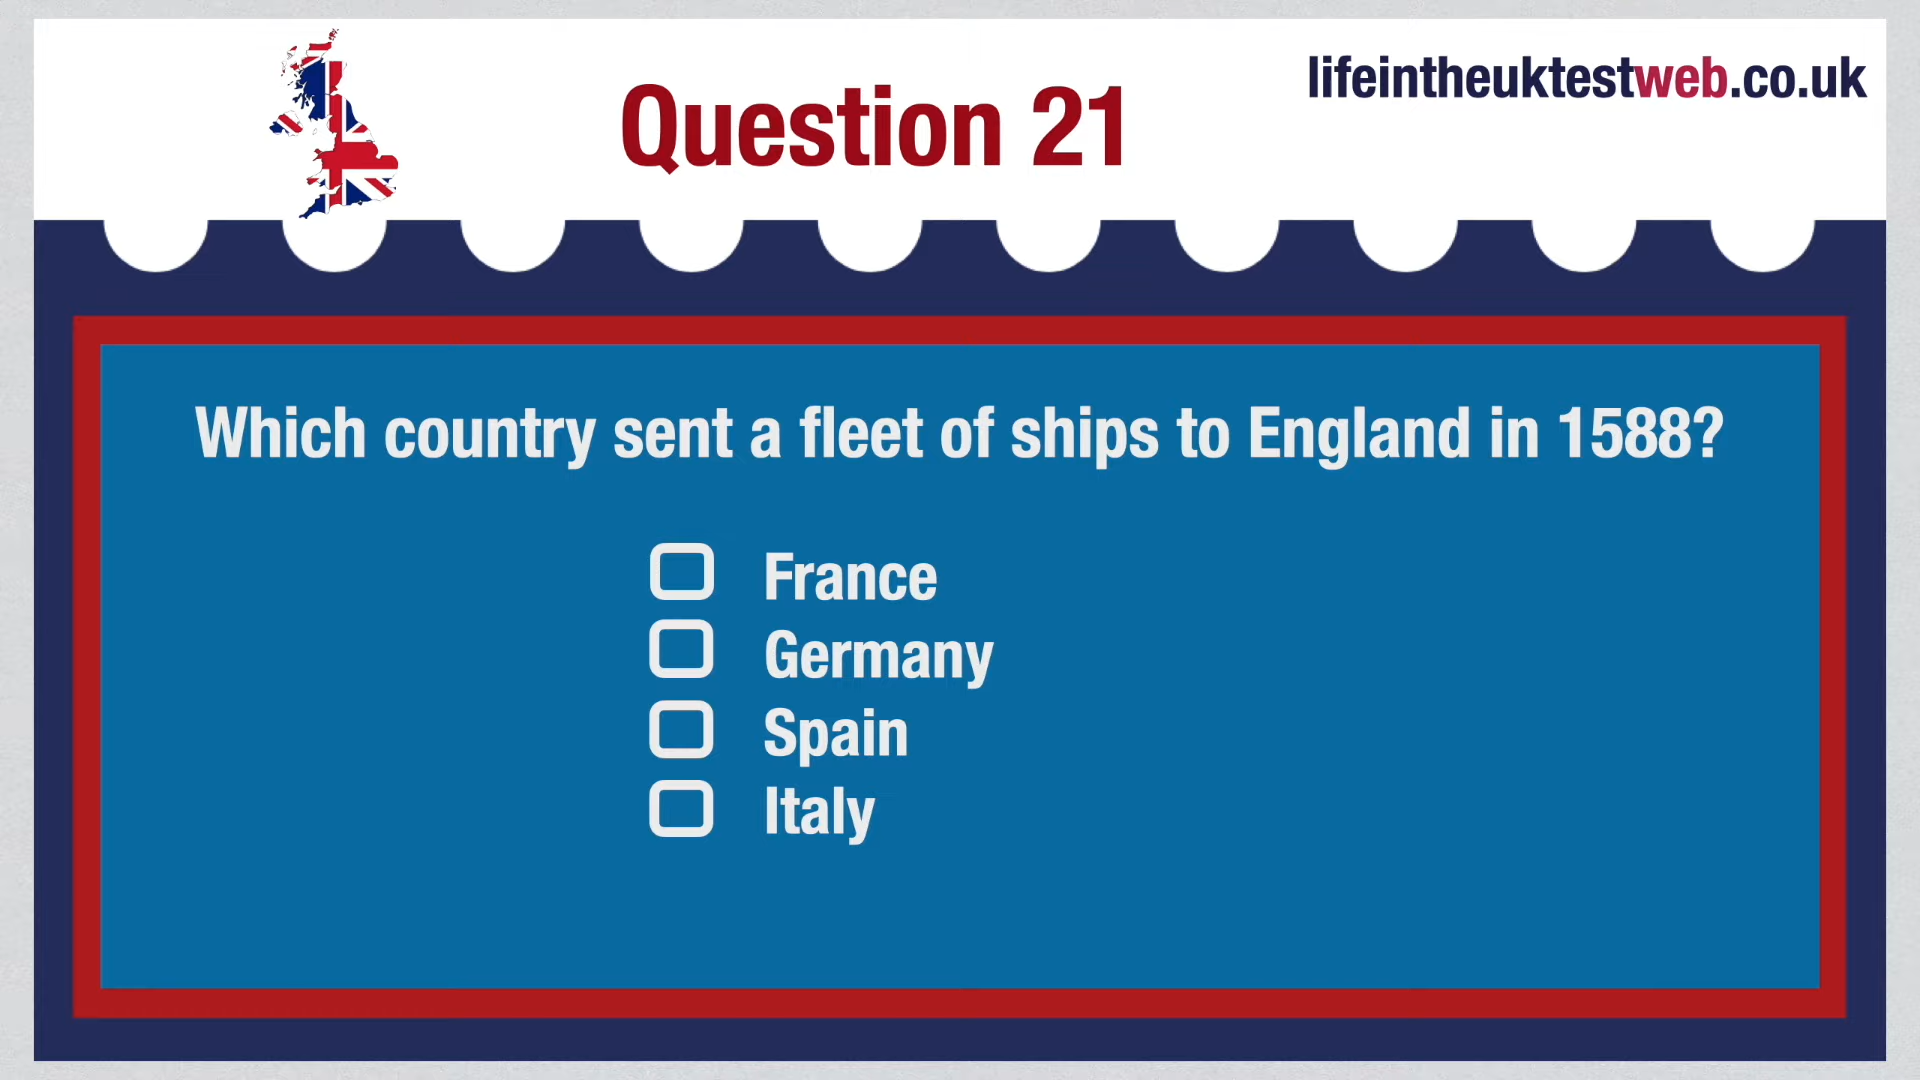 lifeintheuktestweb.co.uk
Question 21
Which country sent a fleet of ships to England in 1588?
France
Germany
Spain
Italy